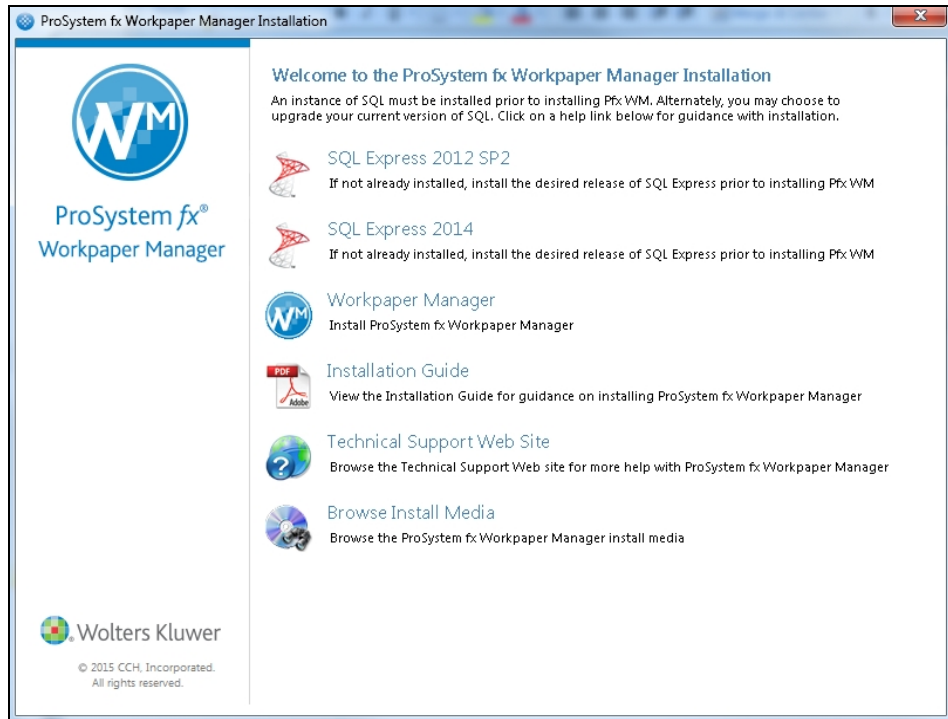 ProSystem fx Workpaper Manager Installation
WM
ProSystem fx®
Workpaper Manager
Welcome to the ProSystem fx Workpaper Manager Installation
An instance of SQL must be installed prior to installing Pfx WM. Alternately, you may choose to
upgrade your current version of SQL. Click on a help link below for guidance with installation.
SQL Express 2012 SP2
If not already installed, install the desired release of SQL Express prior to installing Pfx WM
SQL Express 2014
If not already installed, install the desired release of SQL Express prior to installing Pfx WM
WM
Workpaper Manager
Install ProSystem fx Workpaper Manager
PDF
Adobe
Installation Guide
View the Installation Guide for guidance on installing ProSystem fx Workpaper Manager
?
Technical Support Web Site
Browse the Technical Support Web site for more help with ProSystem fx Workpaper Manager
Browse Install Media
Browse the ProSystem fx Workpaper Manager install media
Wolters Kluwer
© 2015 CCH, Incorporated.
All rights reserved.